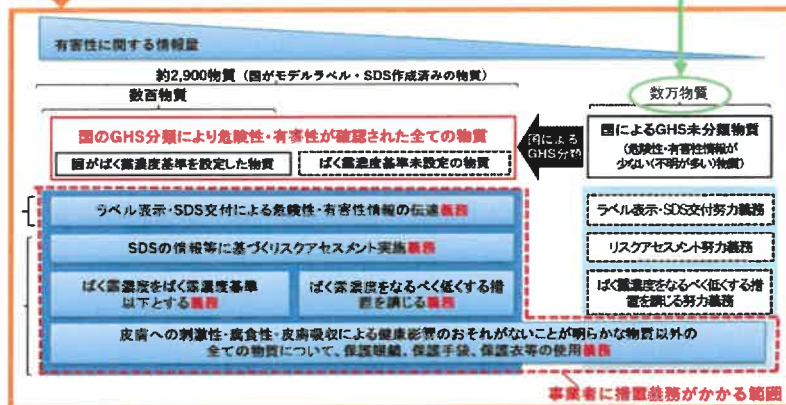 有害性に関する情報量
約2,900物質(国がモデルラベル・SDS作成済みの物質)
数百物質
数万物質
国のGHS分類により危険性・有害性が確認された全ての物質
国がばく露濃度基準を設定した物質
ばく露濃度基準未設定の物質
国による
GHS分類
国によるGHS未分類物質
(危険性・有害性情報が
少ない(不明が多い)物質)
ラベル表示・SDS交付による危険性・有害性情報の伝達義務
SDSの情報等に基づくリスクアセスメント実施義務
ばく露濃度をばく露濃度基準
以下とする義務
ばく露濃度をなるべく低くする措
置を講じる義務
皮膚への刺激性・腐食性・皮膚吸収による健康影響のおそれがないことが明らかな物質以外の
全ての物質について、保護眼鏡、保護手袋、保護衣等の使用義務
ラベル表示・SDS交付努力義務
リスクアセスメント努力義務
ばく露濃度をなるべく低くする措
置を講じる努力義務
事業者に措置義務がかかる範囲